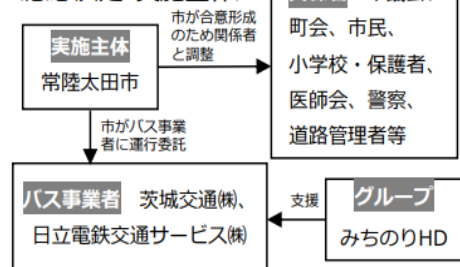 市が合意形成
のため関係者
と調整
実施主体
常陸太田市
町会、市民、
小学校・保護者、
医師会、警察、
道路管理者等
市がバス事業
者に運行委託
バス事業者 茨城交通㈱、
日立電鉄交通サービス㈱
支援
グループ
みちのりHD